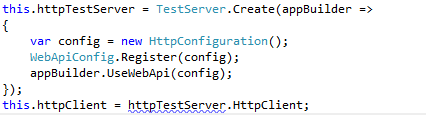 this.httpTestServer = TestServer.Create(appBuilder =>
{
    var config = new HttpConfiguration();
    WebApiConfig.Register(config);
    appBuilder.UseWebApi(config);
});
this.httpClient = httpTestServer.HttpClient;